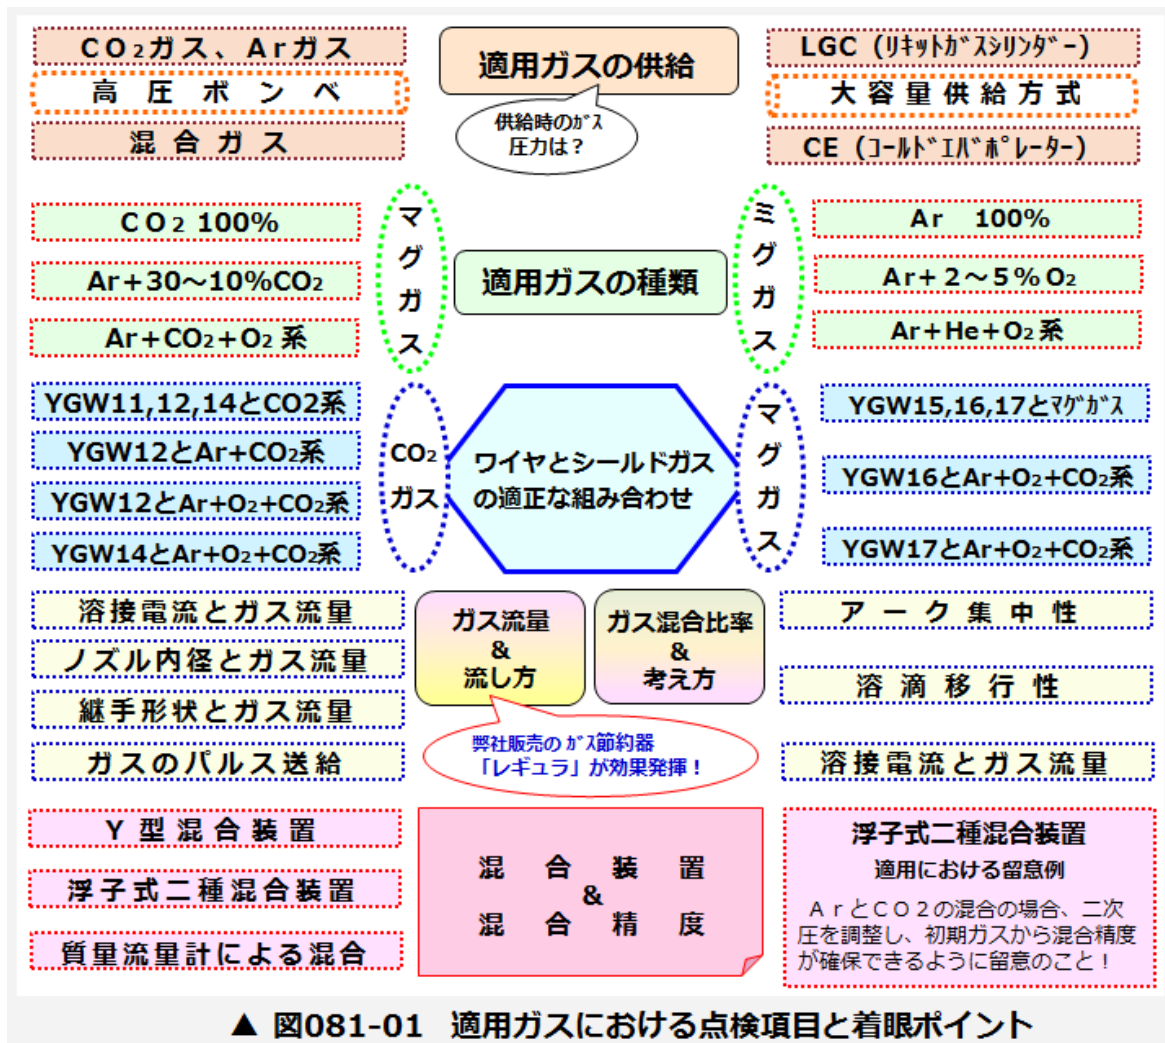 CO₂ガス、Arガス
高圧ボンベ
混合ガス
適用ガスの供給
供給時のｶﾞｽ
圧力は？
LGC（ﾘｷｯﾄｶﾞｽｼﾘﾝﾀﾞｰ）
大容量供給方式
CE（ｺｰﾙﾄﾞｴﾊﾞﾎﾟﾚｰﾀｰ）
CO₂ 100%
Ar＋30～10%CO₂
Ar＋CO₂＋O₂ 系
マグガス
適用ガスの種類
ミグガス
Ar　100%
Ar＋2～5％O₂
Ar＋He＋O₂ 系
YGW11,12,14とCO2系
YGW12とAr+CO₂系
YGW12とAr+O₂+CO₂系
YGW14とAr+O₂+CO₂系
CO₂
ガス
ワイヤとシールドガス
の適正な組み合わせ
マグガス
YGW15,16,17とﾏｸﾞｶﾞｽ
YGW16とAr+O₂+CO₂系
YGW17とAr+O₂+CO₂系
溶接電流とガス流量
ノズル内径とガス流量
継手形状とガス流量
ガスのパルス送給
ガス流量
&
流し方
ガス混合比率
&
考え方
弊社販売の ｶﾞｽ節約器
「レギュラ」が効果発揮！
アーク集中性
溶滴移行性
溶接電流とガス流量
Y型混合装置
浮子式二種混合装置
質量流量計による混合
混合装置
&
混合精度
浮子式二種混合装置
適用における留意例
ＡｒとＣＯ２の混合の場合、二次
圧を調整し、初期ガスから混合精度
が確保できるように留意のこと！
▲ 図081-01　適用ガスにおける点検項目と着眼ポイント